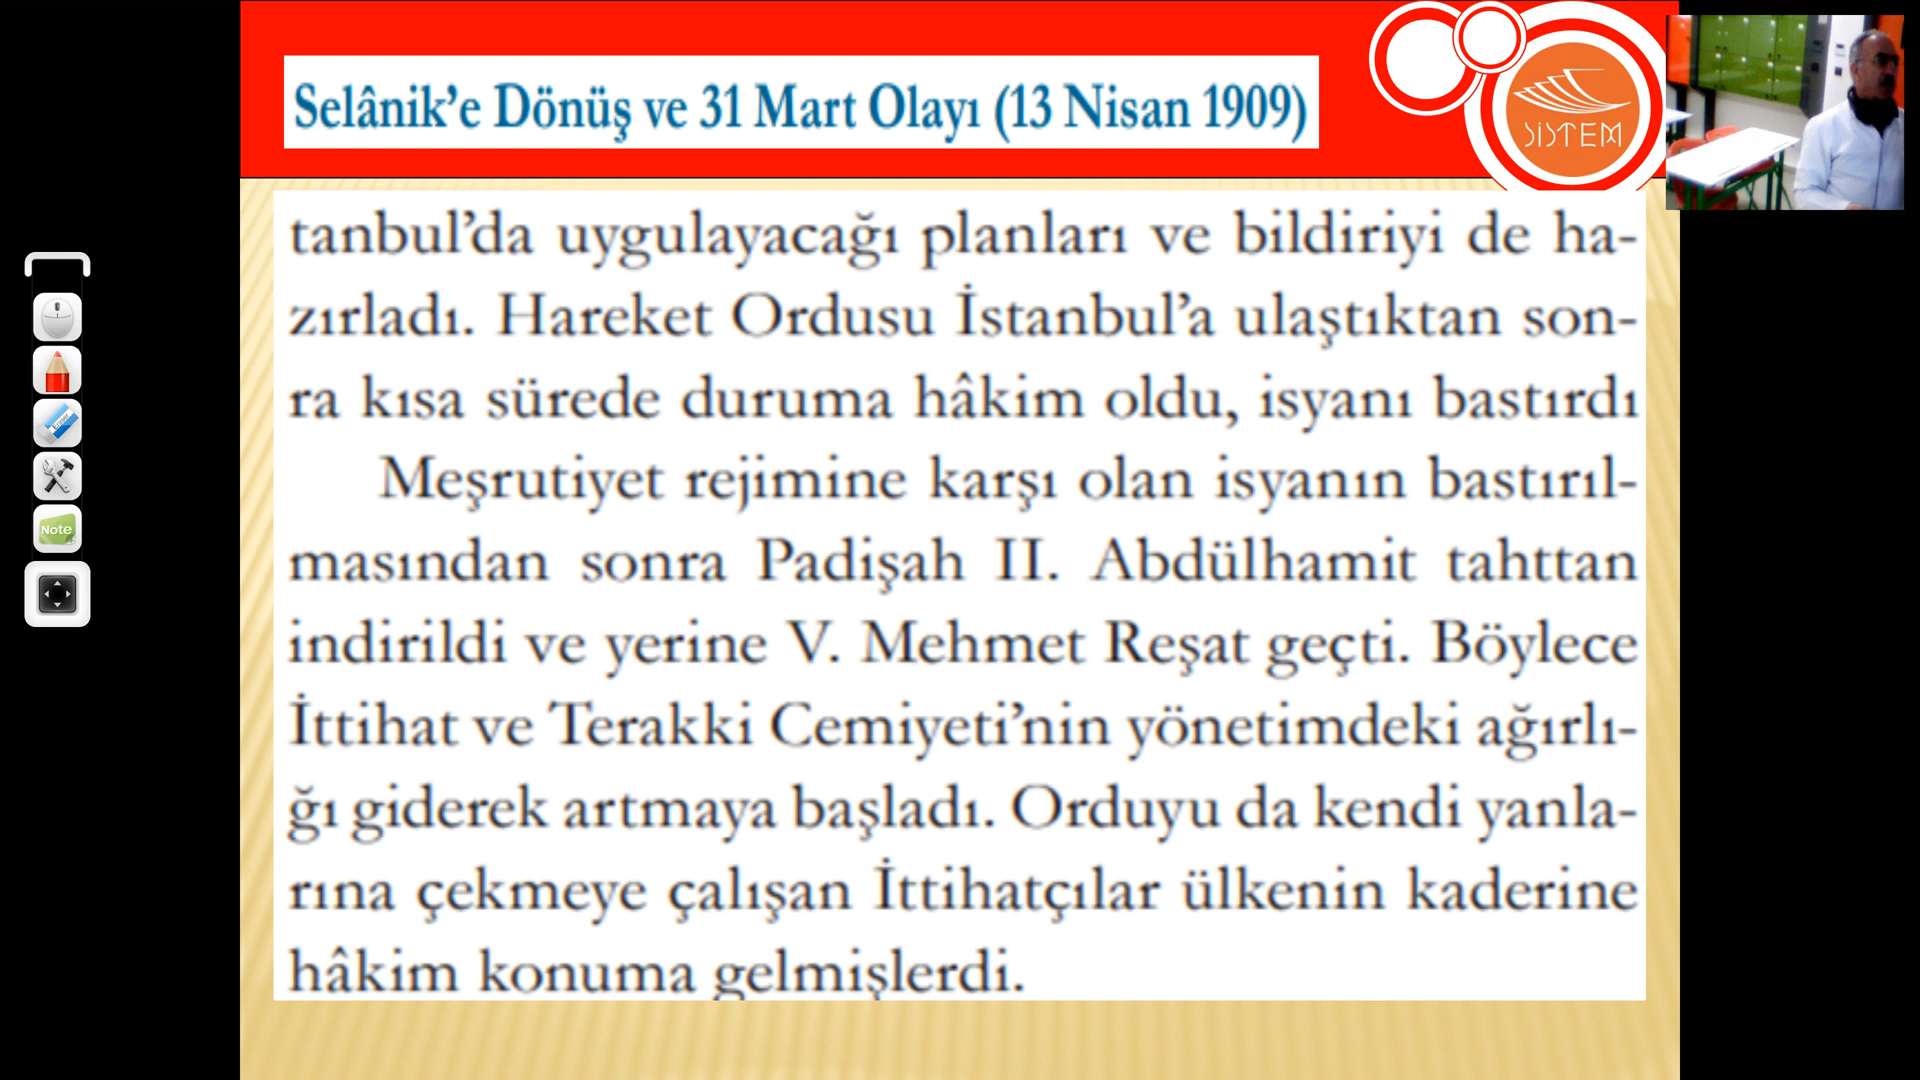 Selânik’e Dönüş ve 31 Mart Olayı (13 Nisan 1909)
SİSTEM
tanbul’da uygulayacağı planları ve bildiriyi de ha-
zırladı. Hareket Ordusu İstanbul’a ulaştıktan son-
ra kısa sürede duruma hâkim oldu, isyanı bastırdı
Meşrutiyet rejimine karşı olan isyanın bastırıl-
masından sonra Padişah II. Abdülhamit tahttan
indirildi ve yerine V. Mehmet Reşat geçti. Böylece
İttihat ve Terakki Cemiyeti’nin yönetimdeki ağırlı-
ğı giderek artmaya başladı. Orduyu da kendi yanla-
rına çekmeye çalışan İttihatçılar ülkenin kaderine
hâkim konuma gelmişlerdi.
Note